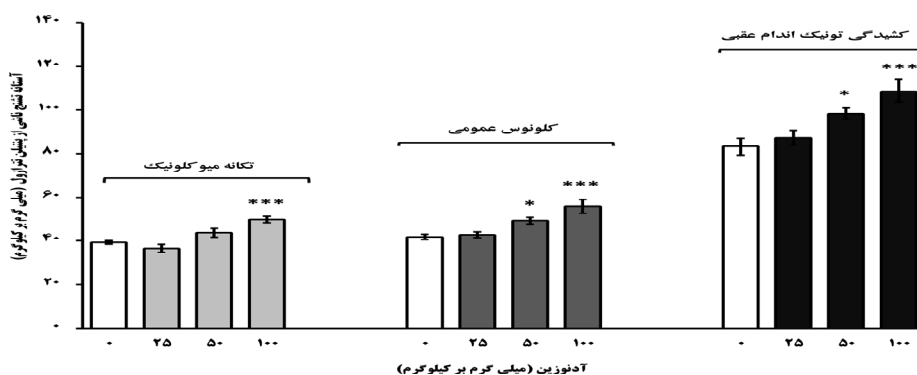 آستانه تشنج ناشی از پنتیلن تترازول (میلی گرم بر کیلوگرم)
۱۴۰
۱۲۰
۱۰۰
۸۰
۶۰
۴۰
۲۰
۰
تکانه میوکلونیک
***
۰ ۲۵ ۵۰ ۱۰۰
کلونوس عمومی
* ***
۰ ۲۵ ۵۰ ۱۰۰
کشیدگی تونیک اندام عقبی
* ***
۰ ۲۵ ۵۰ ۱۰۰
آدنوزین (میلی گرم بر کیلوگرم)